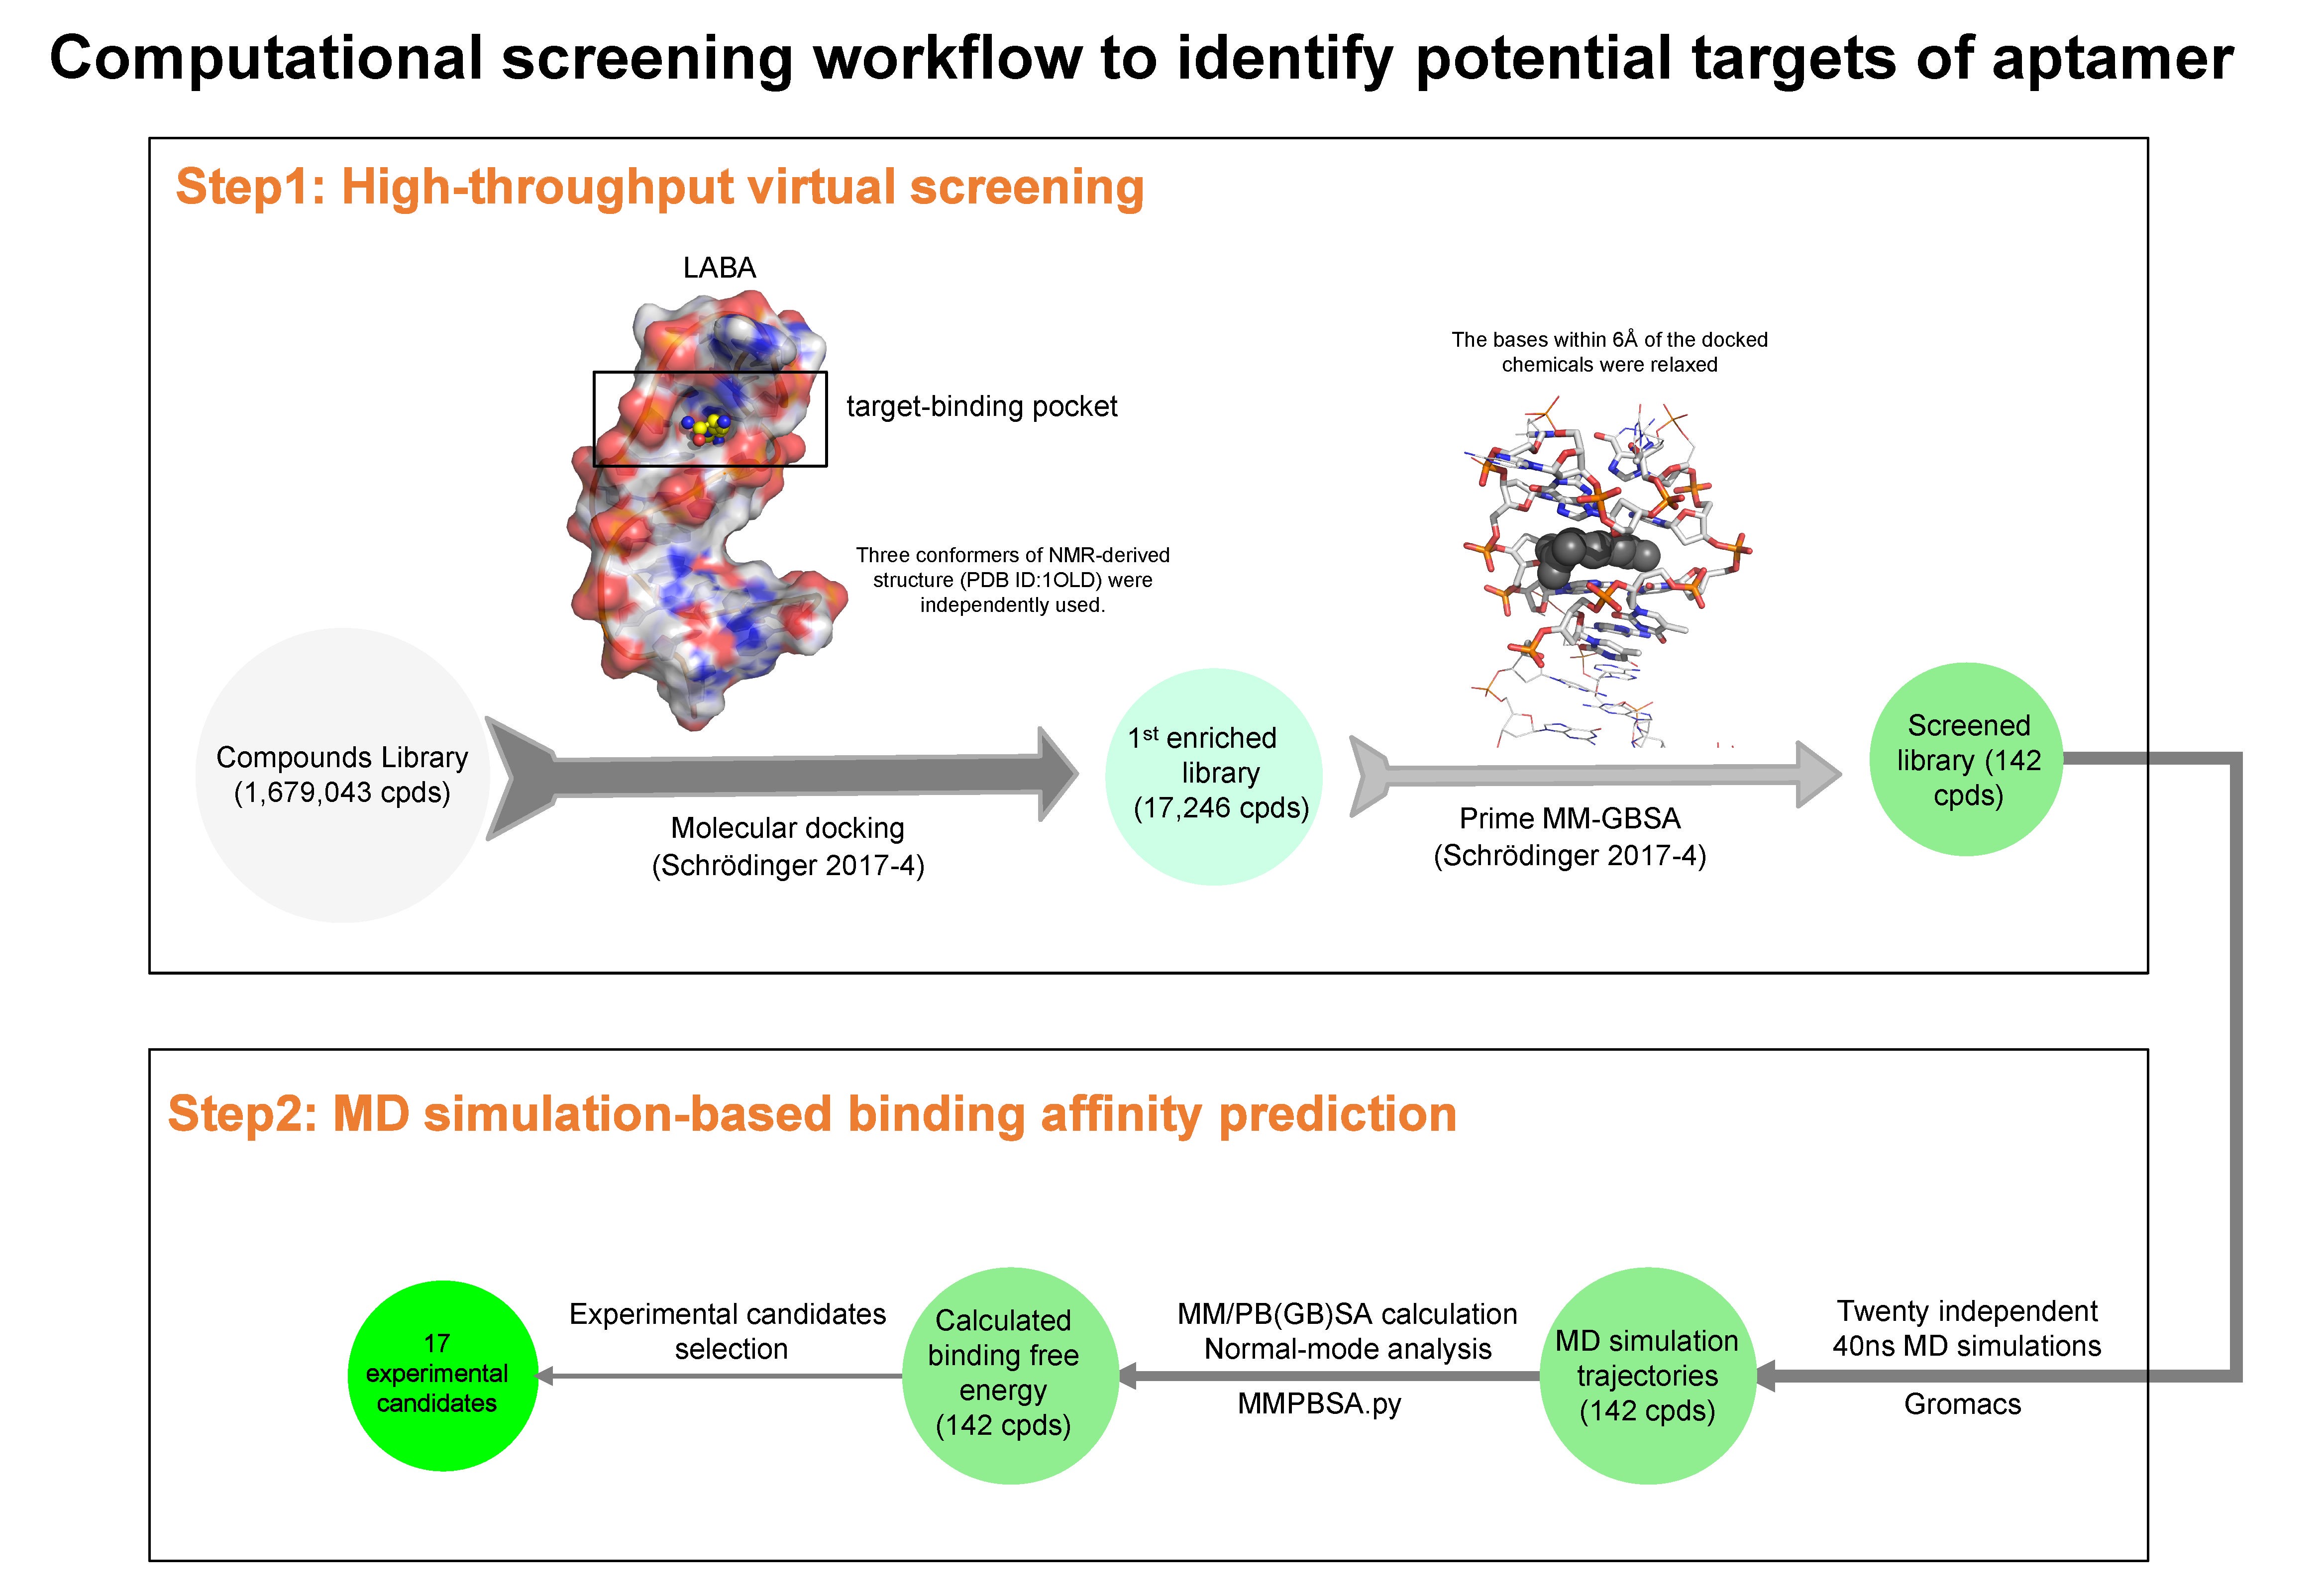 Computational screening workflow to identify potential targets of aptamer
Step1: High-throughput virtual screening
LABA
target-binding pocket
Three conformers of NMR-derived
structure (PDB ID:1OLD) were
independently used.
The bases within 6Å of the docked
chemicals were relaxed
Compounds Library
(1,679,043 cpds)
Molecular docking
(Schrödinger 2017-4)
1st enriched
library
(17,246 cpds)
Prime MM-GBSA
(Schrödinger 2017-4)
Screened
library (142
cpds)
Step2: MD simulation-based binding affinity prediction
Twenty independent
40ns MD simulations
Gromacs
MD simulation
trajectories
(142 cpds)
MM/PB(GB)SA calculation
Normal-mode analysis
MMPBSA.py
Calculated
binding free
energy
(142 cpds)
Experimental candidates
selection
17
experimental
candidates